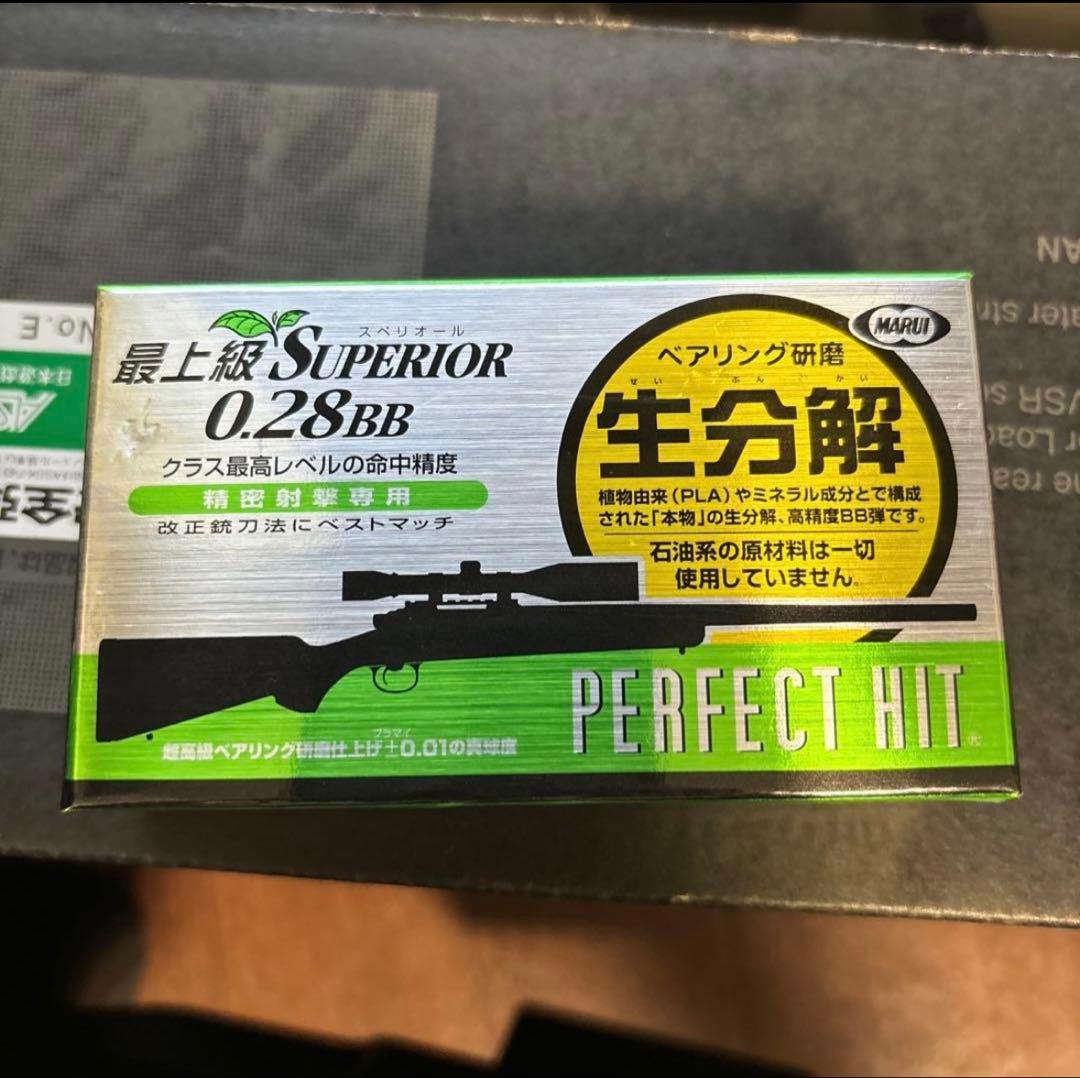 スペリオール
最上級 SUPERIOR
0.28BB
クラス最高レベルの命中精度
精密射撃専用
改正銃刀法にベストマッチ
MARUI
ベアリング研磨
せい ぶん かい
生分解
植物由来(PLA)やミネラル成分とで構成
された「本物」の生分解、高精度BB弾です。
石油系の原材料は一切
使用していません。
PERFECT HIT
プラマイ
超高級ベアリング研磨仕上げ±0.01の真球度
No.E